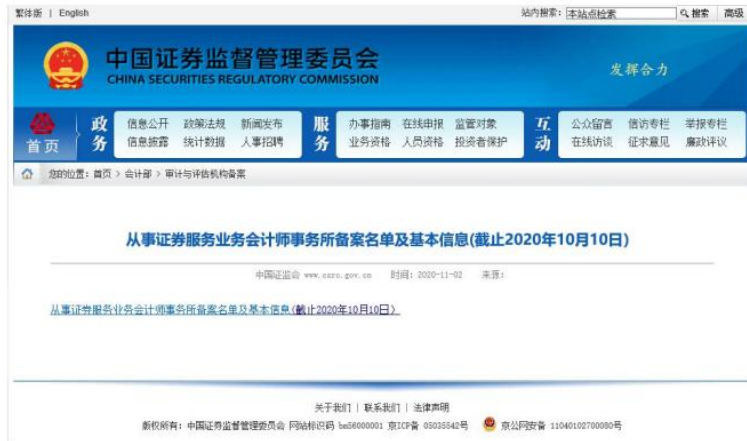 繁体版 | English 站内搜索: 本站点检索 搜索 高级
中国证券监督管理委员会
CHINA SECURITIES REGULATORY COMMISSION
发挥合力
首页
政务
信息公开 政策法规 新闻发布
信息披露 统计数据 人事招聘
服务
办事指南 在线申报 监管对象
业务资格 人员资格 投资者保护
互动
公众留言 信访专栏 举报专栏
在线访谈 征求意见 廉政评议
您的位置: 首页 > 会计部 > 审计与评估机构备案
从事证券服务业务会计师事务所备案名单及基本信息(截止2020年10月10日)
中国证监会 www.csrc.gov.cn 时间: 2020-11-02 来源:
从事证券服务业务会计师事务所备案名单及基本信息(截止2020年10月10日)
关于我们 | 联系我们 | 法律声明
版权所有: 中国证券监督管理委员会 网站标识码 bm56000001 京ICP备 05035542号 京公网安备 11040102700080号